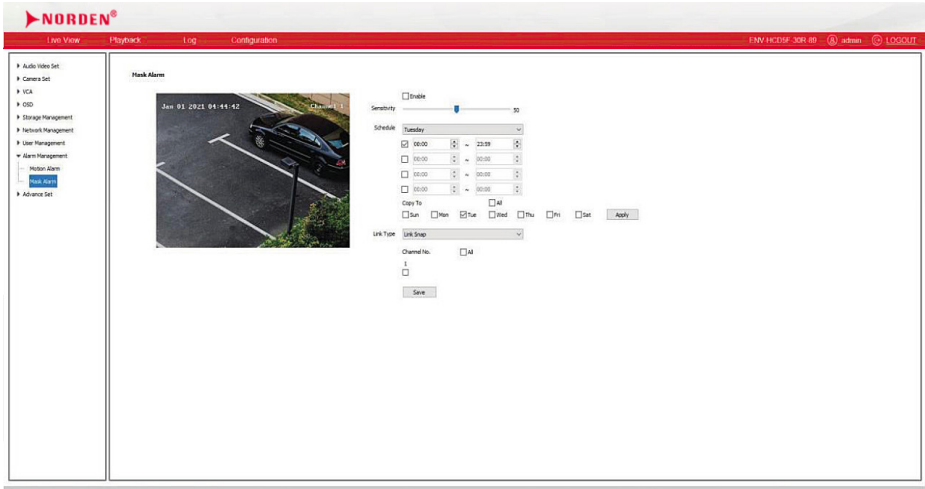 NORDEN®
Live View Playback Log Configuration ENV HCD5F-30R-89 admin LOGOUT
Audio Video Set
Camera Set
VCA
OSD
Storage Management
Network Management
User Management
Alarm Management
Motion Alarm
Mask Alarm
Advance Set
Mask Alarm
Jan 01 2021 04:44:42 Channel 1
Enable
Sensitivity 50
Schedule Tuesday
00:00 ~ 23:59
00:00 ~ 00:00
00:00 ~ 00:00
00:00 ~ 00:00
Copy To All
Sun Mon Tue Wed Thu Fri Sat Apply
Link Type Link Snap
Channel No. All
1
Save